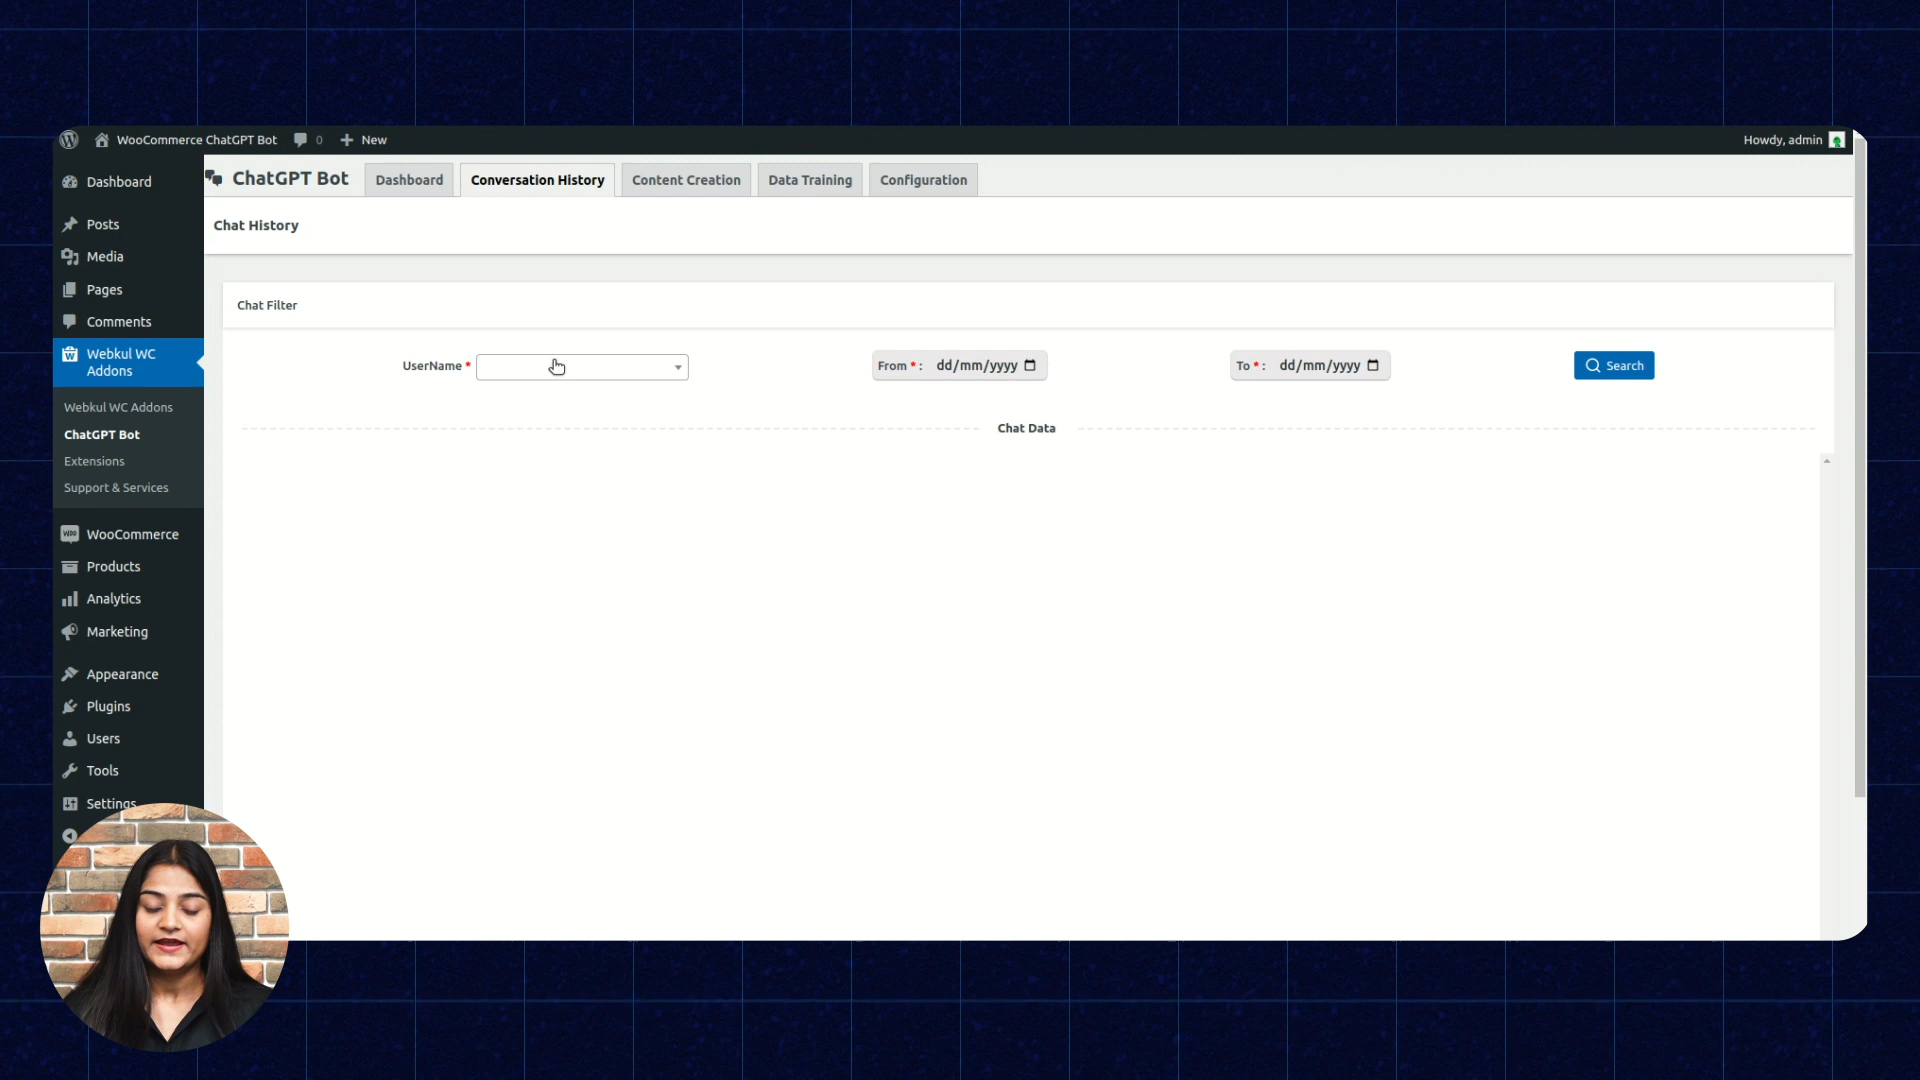 WooCommerce ChatGPT Bot 0 New Howdy, admin
Dashboard
Posts
Media
Pages
Comments
Webkul WC
Addons
Webkul WC Addons
ChatGPT Bot
Extensions
Support & Services
WooCommerce
Products
Analytics
Marketing
Appearance
Plugins
Users
Tools
Settings
ChatGPT Bot Dashboard Conversation History Content Creation Data Training Configuration
Chat History
Chat Filter
UserName * From * : dd/mm/yyyy To * : dd/mm/yyyy Search
Chat Data